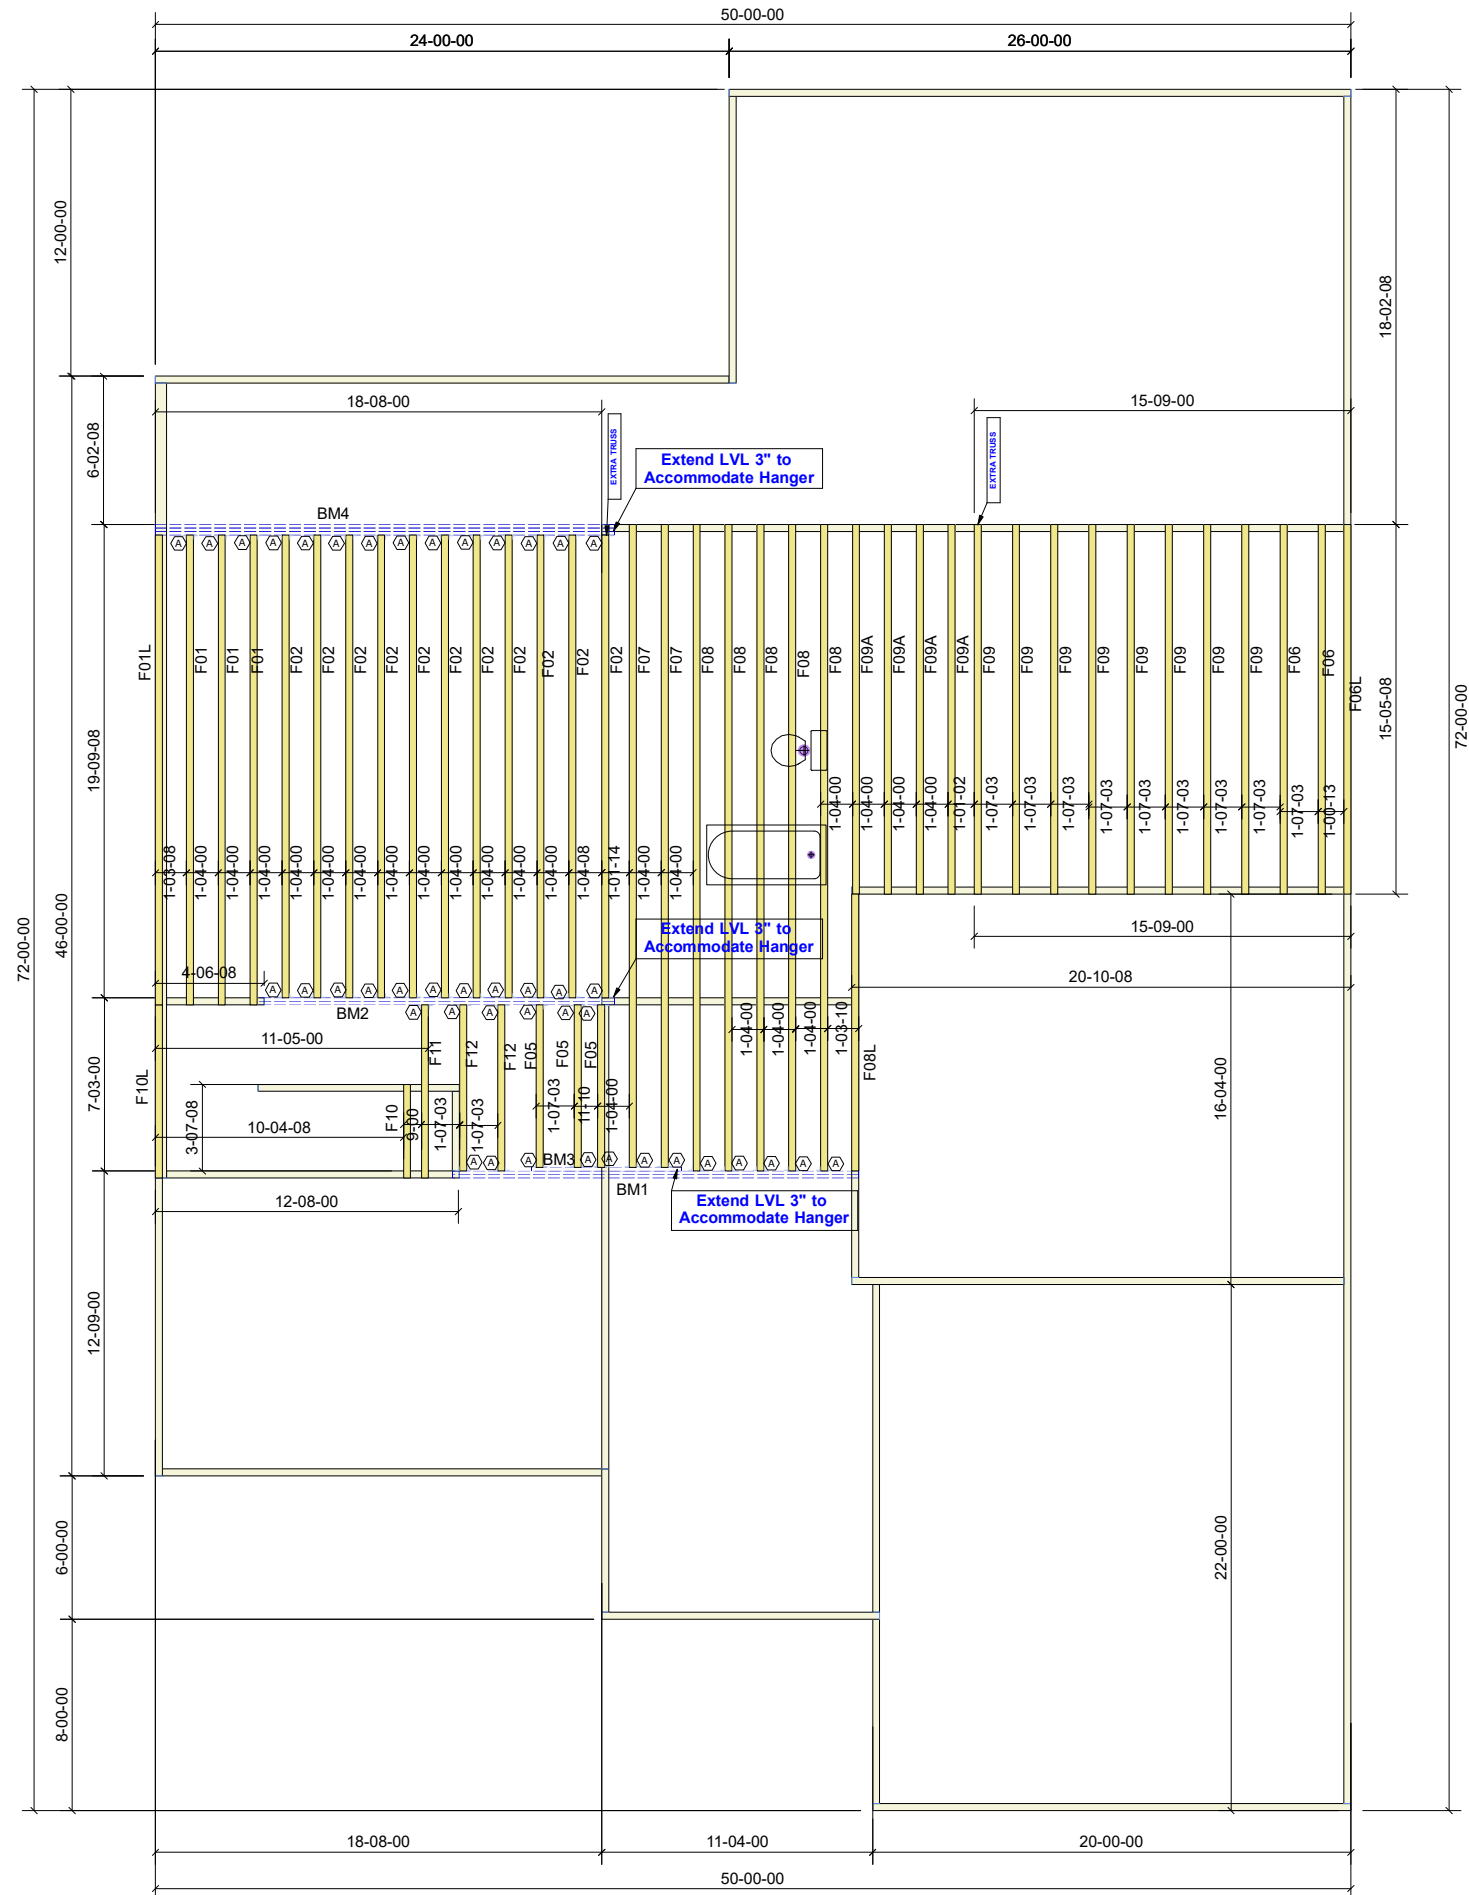 50-00-00
24-00-00
26-00-00
12-00-00
18-02-08
18-08-00
15-09-00
6-02-08
EXTRA TRUSS
Extend LVL 3" to
Accommodate Hanger
EXTRA TRUSS
BM4
A
A
A
A
A
A
A
A
A
A
A
A
A
A
F01L
F01
F01
F01
F02
F02
F02
F02
F02
F02
F02
F02
F02
F02
F02
F07
F07
F08
F08
F08
F08
F08
F09A
F09A
F09A
F09A
F09
F09
F09
F09
F09
F09
F09
F09
F06
F06
F06L
19-09-08
15-05-08
72-00-00
1-04-00
1-04-00
1-04-00
1-04-00
1-01-02
1-07-03
1-07-03
1-07-03
1-07-03
1-07-03
1-07-03
1-07-03
1-07-03
1-00-13
1-03-08
1-04-00
1-04-00
1-04-00
1-04-00
1-04-00
1-04-00
1-04-00
1-04-00
1-04-00
1-04-00
1-04-00
1-04-00
1-04-08
1-01-14
1-04-00
1-04-00
72-00-00
46-00-00
Extend LVL 3" to
Accommodate Hanger
15-09-00
4-06-08
20-10-08
A
A
A
A
A
A
A
A
A
A
A
BM2
A
A
A
A
A
A
11-05-00
1-04-00
1-04-00
1-04-00
1-03-10
F10L
F11
F12
F12
F05
F05
F05
F08L
7-03-00
3-07-08
10-04-08
F10
9-00
1-07-03
1-07-03
1-07-03
11-10
1-04-00
16-04-00
A
A
A
BM3
A
A
A
A
A
A
A
A
A
BM1
Extend LVL 3" to
Accommodate Hanger
12-08-00
12-09-00
6-00-00
22-00-00
8-00-00
18-08-00
11-04-00
20-00-00
50-00-00